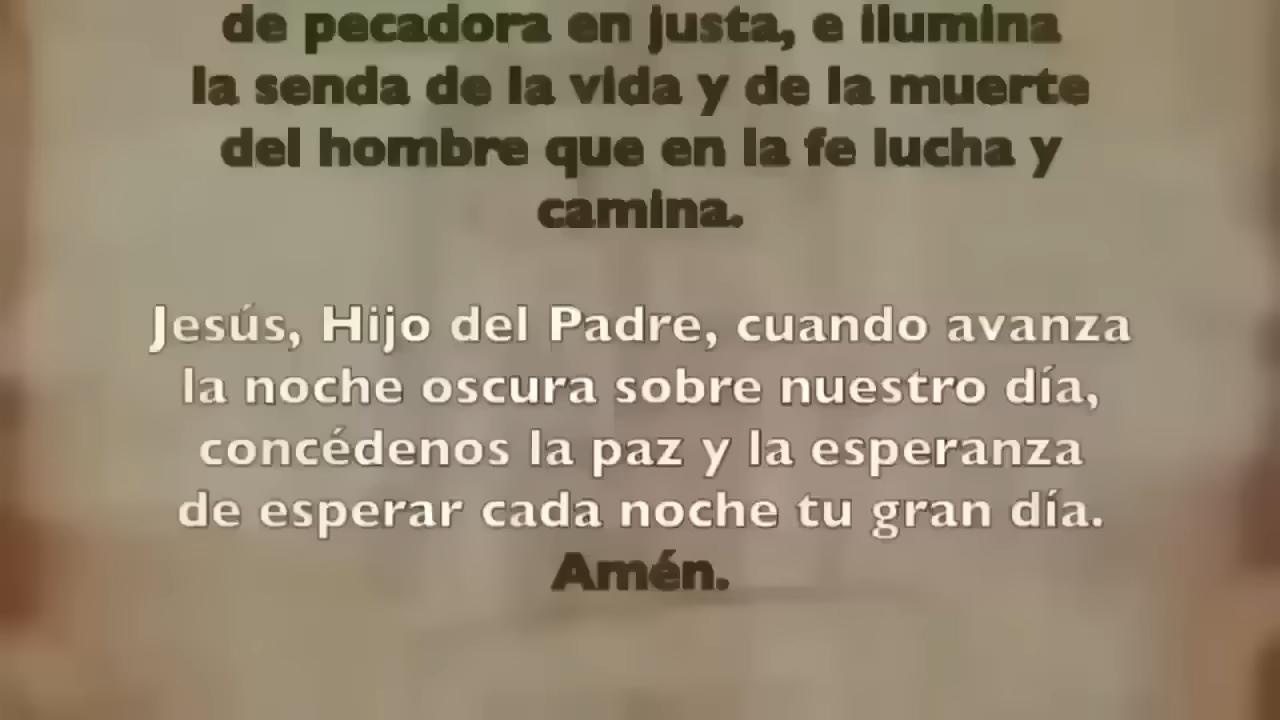 de pecadora en justa, e ilumina
la senda de la vida y de la muerte
del hombre que en la fe lucha y
camina.
Jesús, Hijo del Padre, cuando avanza
la noche oscura sobre nuestro día,
concédenos la paz y la esperanza
de esperar cada noche tu gran día.
Amén.